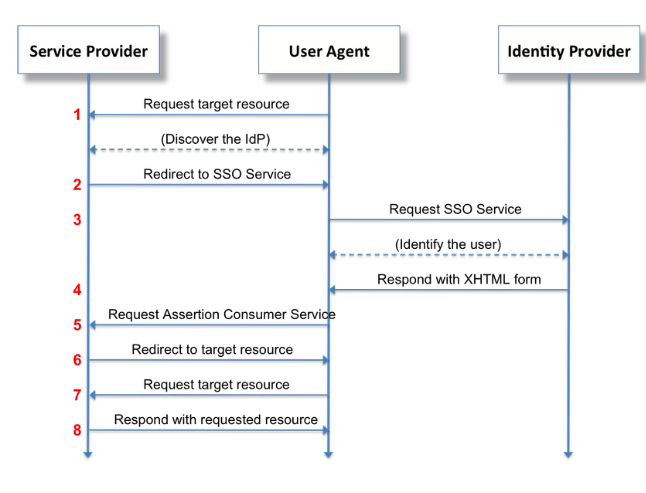 Service Provider
User Agent
Identity Provider
1
Request target resource
(Discover the IdP)
2
Redirect to SSO Service
3
Request SSO Service
(Identify the user)
4
Respond with XHTML form
5
Request Assertion Consumer Service
6
Redirect to target resource
7
Request target resource
8
Respond with requested resource